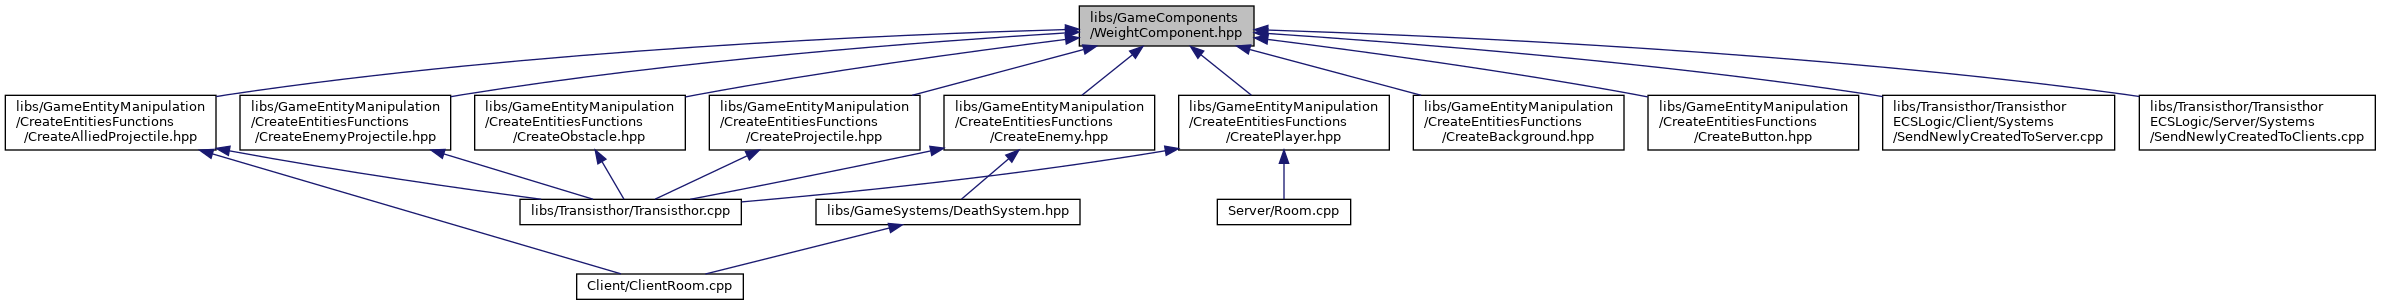 libs/GameComponents
/WeightComponent.hpp
libs/GameEntityManipulation
/CreateEntitiesFunctions
/CreateAlliedProjectile.hpp
libs/GameEntityManipulation
/CreateEntitiesFunctions
/CreateEnemyProjectile.hpp
libs/GameEntityManipulation
/CreateEntitiesFunctions
/CreateObstacle.hpp
libs/GameEntityManipulation
/CreateEntitiesFunctions
/CreateProjectile.hpp
libs/GameEntityManipulation
/CreateEntitiesFunctions
/CreateEnemy.hpp
libs/GameEntityManipulation
/CreateEntitiesFunctions
/CreatePlayer.hpp
libs/GameEntityManipulation
/CreateEntitiesFunctions
/CreateBackground.hpp
libs/GameEntityManipulation
/CreateEntitiesFunctions
/CreateButton.hpp
libs/Transisthor/Transisthor
ECSLogic/Client/Systems
/SendNewlyCreatedToServer.cpp
libs/Transisthor/Transisthor
ECSLogic/Server/Systems
/SendNewlyCreatedToClients.cpp
libs/Transisthor/Transisthor.cpp
libs/GameSystems/DeathSystem.hpp
Server/Room.cpp
Client/ClientRoom.cpp